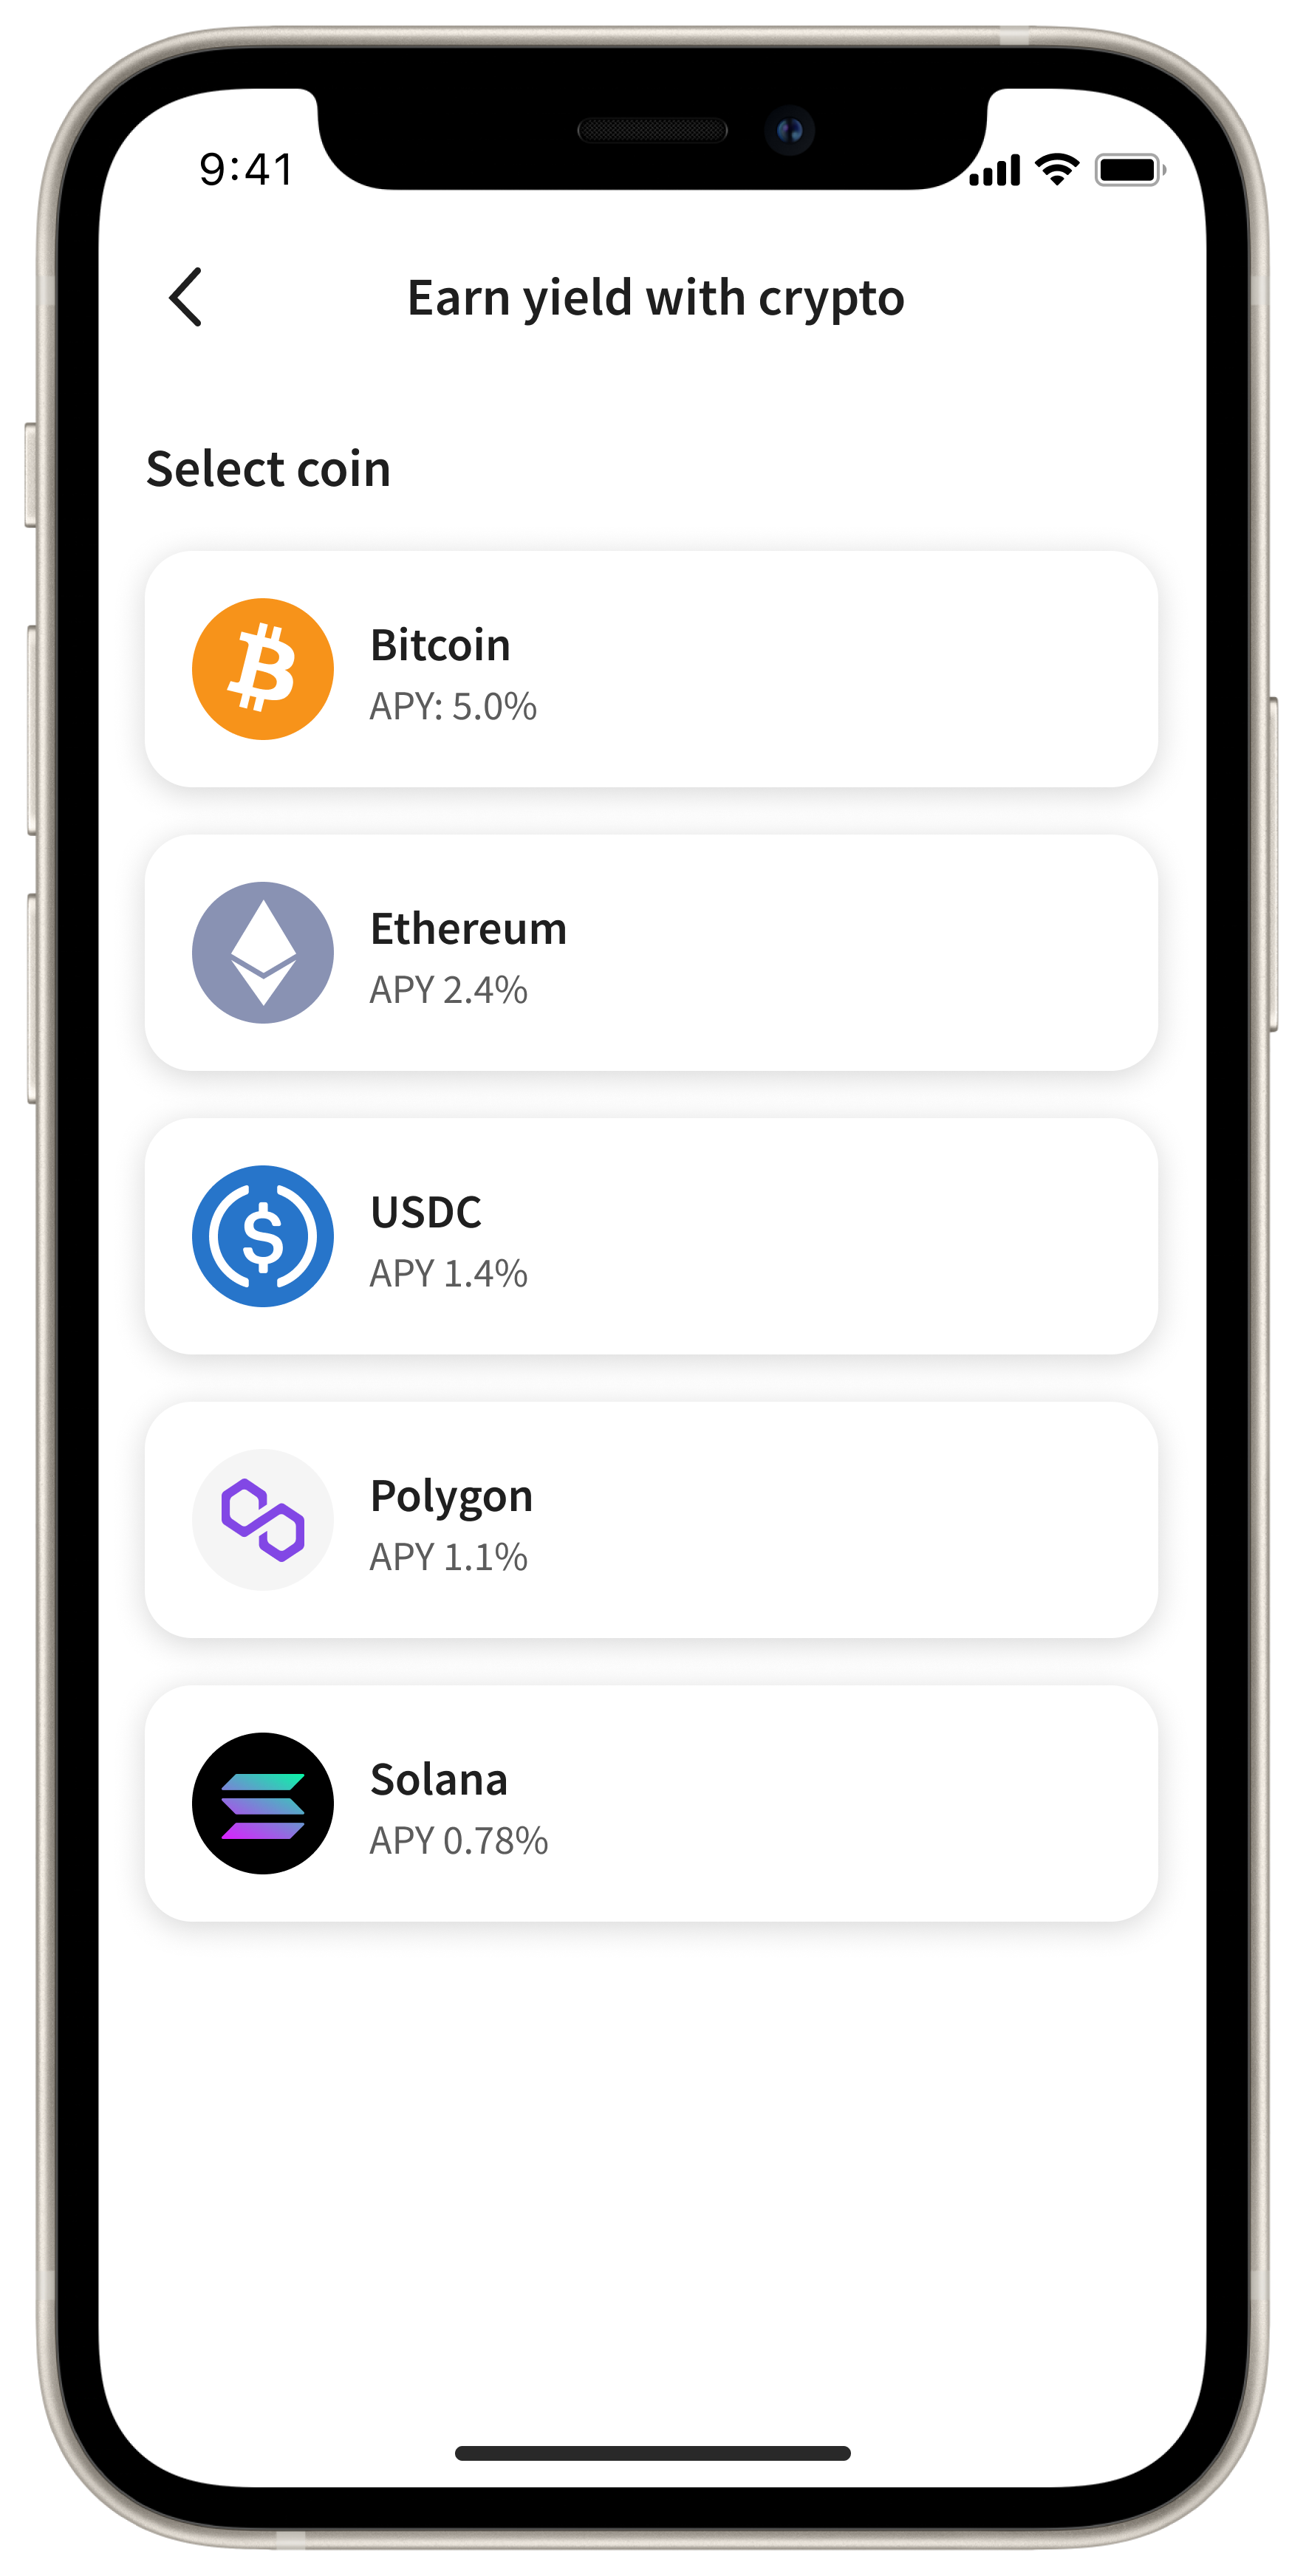 9:41
Earn yield with crypto
Select coin
Bitcoin
APY: 5.0%
Ethereum
APY 2.4%
USDC
APY 1.4%
Polygon
APY 1.1%
Solana
APY 0.78%